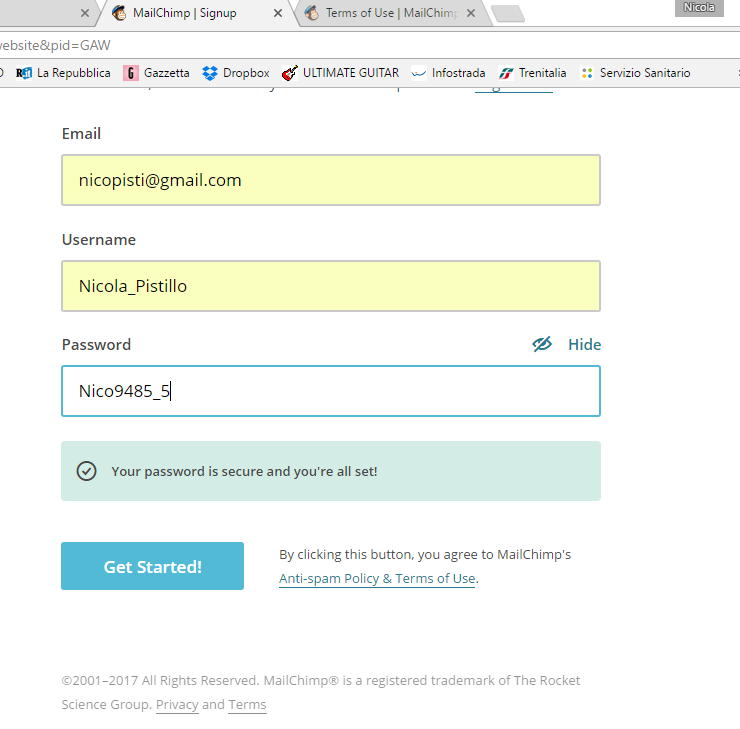 MailChimp | Signup
Terms of Use | MailChimp
Nicola
website&pid=GAW
La Repubblica
G Gazzetta
Dropbox
ULTIMATE GUITAR
Infostrada
Trenitalia
Servizio Sanitario
Email
nicopisti@gmail.com
Username
Nicola_Pistillo
Password
Hide
Nico9485_5
Your password is secure and you're all set!
Get Started!
By clicking this button, you agree to MailChimp's
Anti-spam Policy & Terms of Use.
©2001–2017 All Rights Reserved. MailChimp® is a registered trademark of The Rocket
Science Group. Privacy and Terms